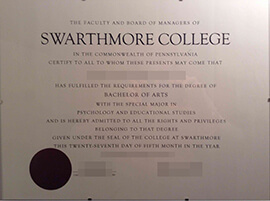 THE FACULTY AND BOARD OF MANAGERS OF
SWARTHMORE COLLEGE
IN THE COMMONWEALTH OF PENNSYLVANIA
CERTIFY TO ALL TO WHOM THESE PRESENTS MAY COME THAT
HAS FULFILLED THE REQUIREMENTS FOR THE DEGREE OF
BACHELOR OF ARTS
WITH THE SPECIAL MAJOR IN
PSYCHOLOGY AND EDUCATIONAL STUDIES
AND IS HEREBY ADMITTED TO ALL THE RIGHTS AND PRIVILEGES
BELONGING TO THAT DEGREE
GIVEN UNDER THE SEAL OF THE COLLEGE AT SWARTHMORE
THIS TWENTY-SEVENTH DAY OF FIFTH MONTH IN THE YEAR